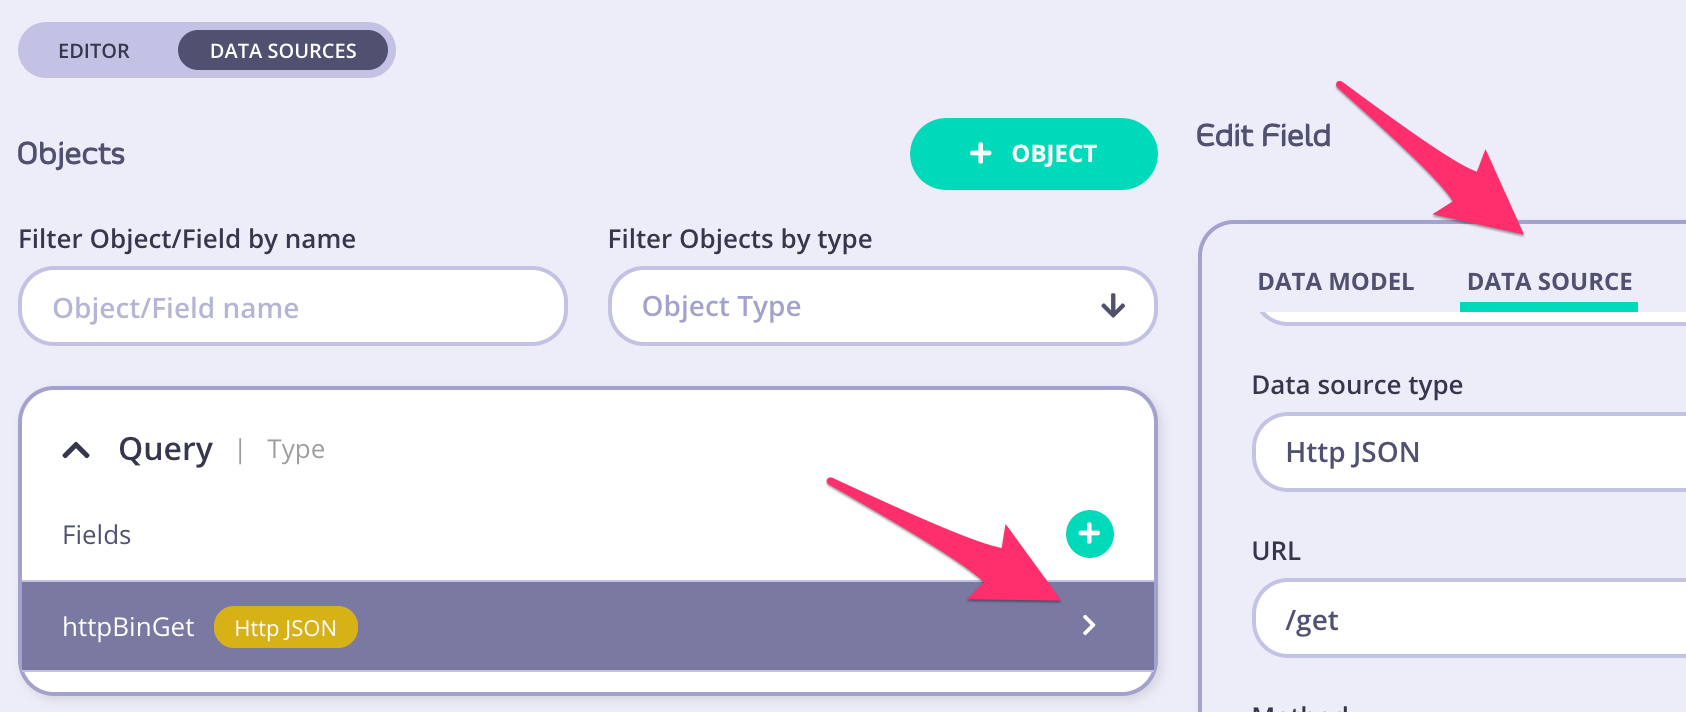 EDITOR DATA SOURCES
Objects
+ OBJECT
Filter Object/Field by name
Object/Field name
Filter Objects by type
Object Type
Query | Type
Fields
httpBinGet Http JSON
Edit Field
DATA MODEL DATA SOURCE
Data source type
Http JSON
URL
/get
Method